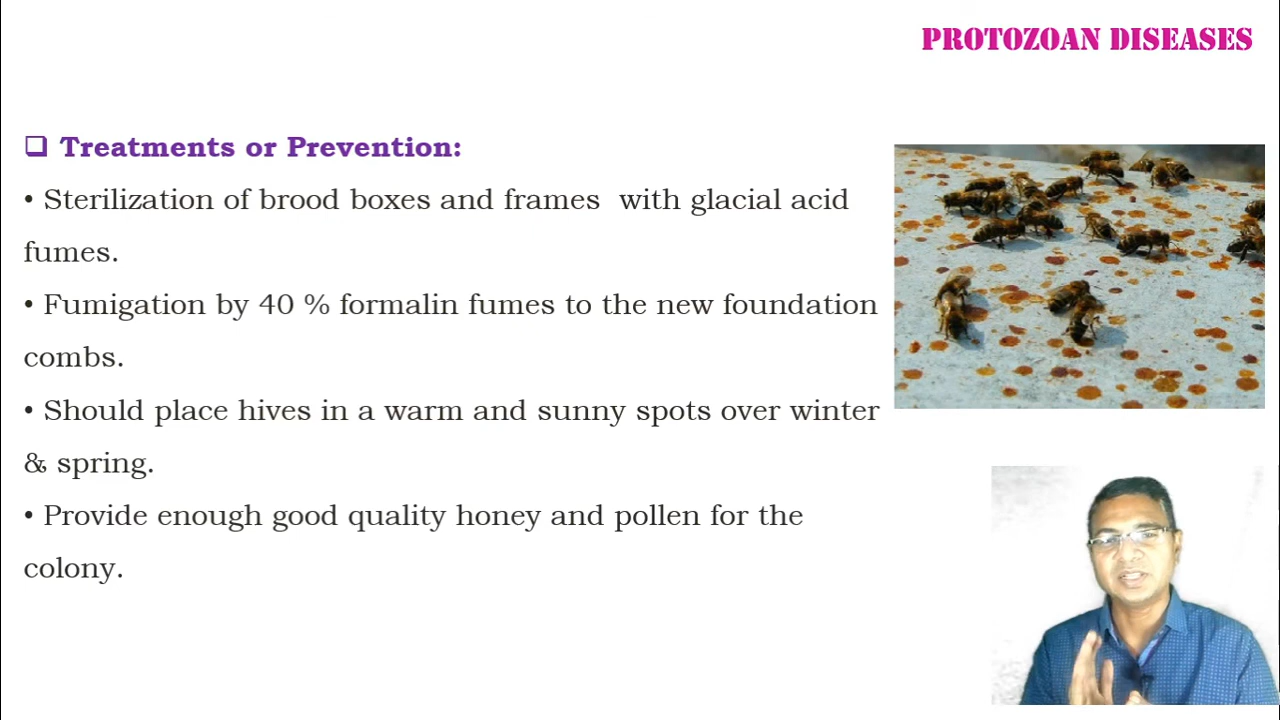 PROTOZOAN DISEASES
❑ Treatments or Prevention:
• Sterilization of brood boxes and frames  with glacial acid
fumes.
• Fumigation by 40 % formalin fumes to the new foundation
combs.
• Should place hives in a warm and sunny spots over winter
& spring.
• Provide enough good quality honey and pollen for the
colony.